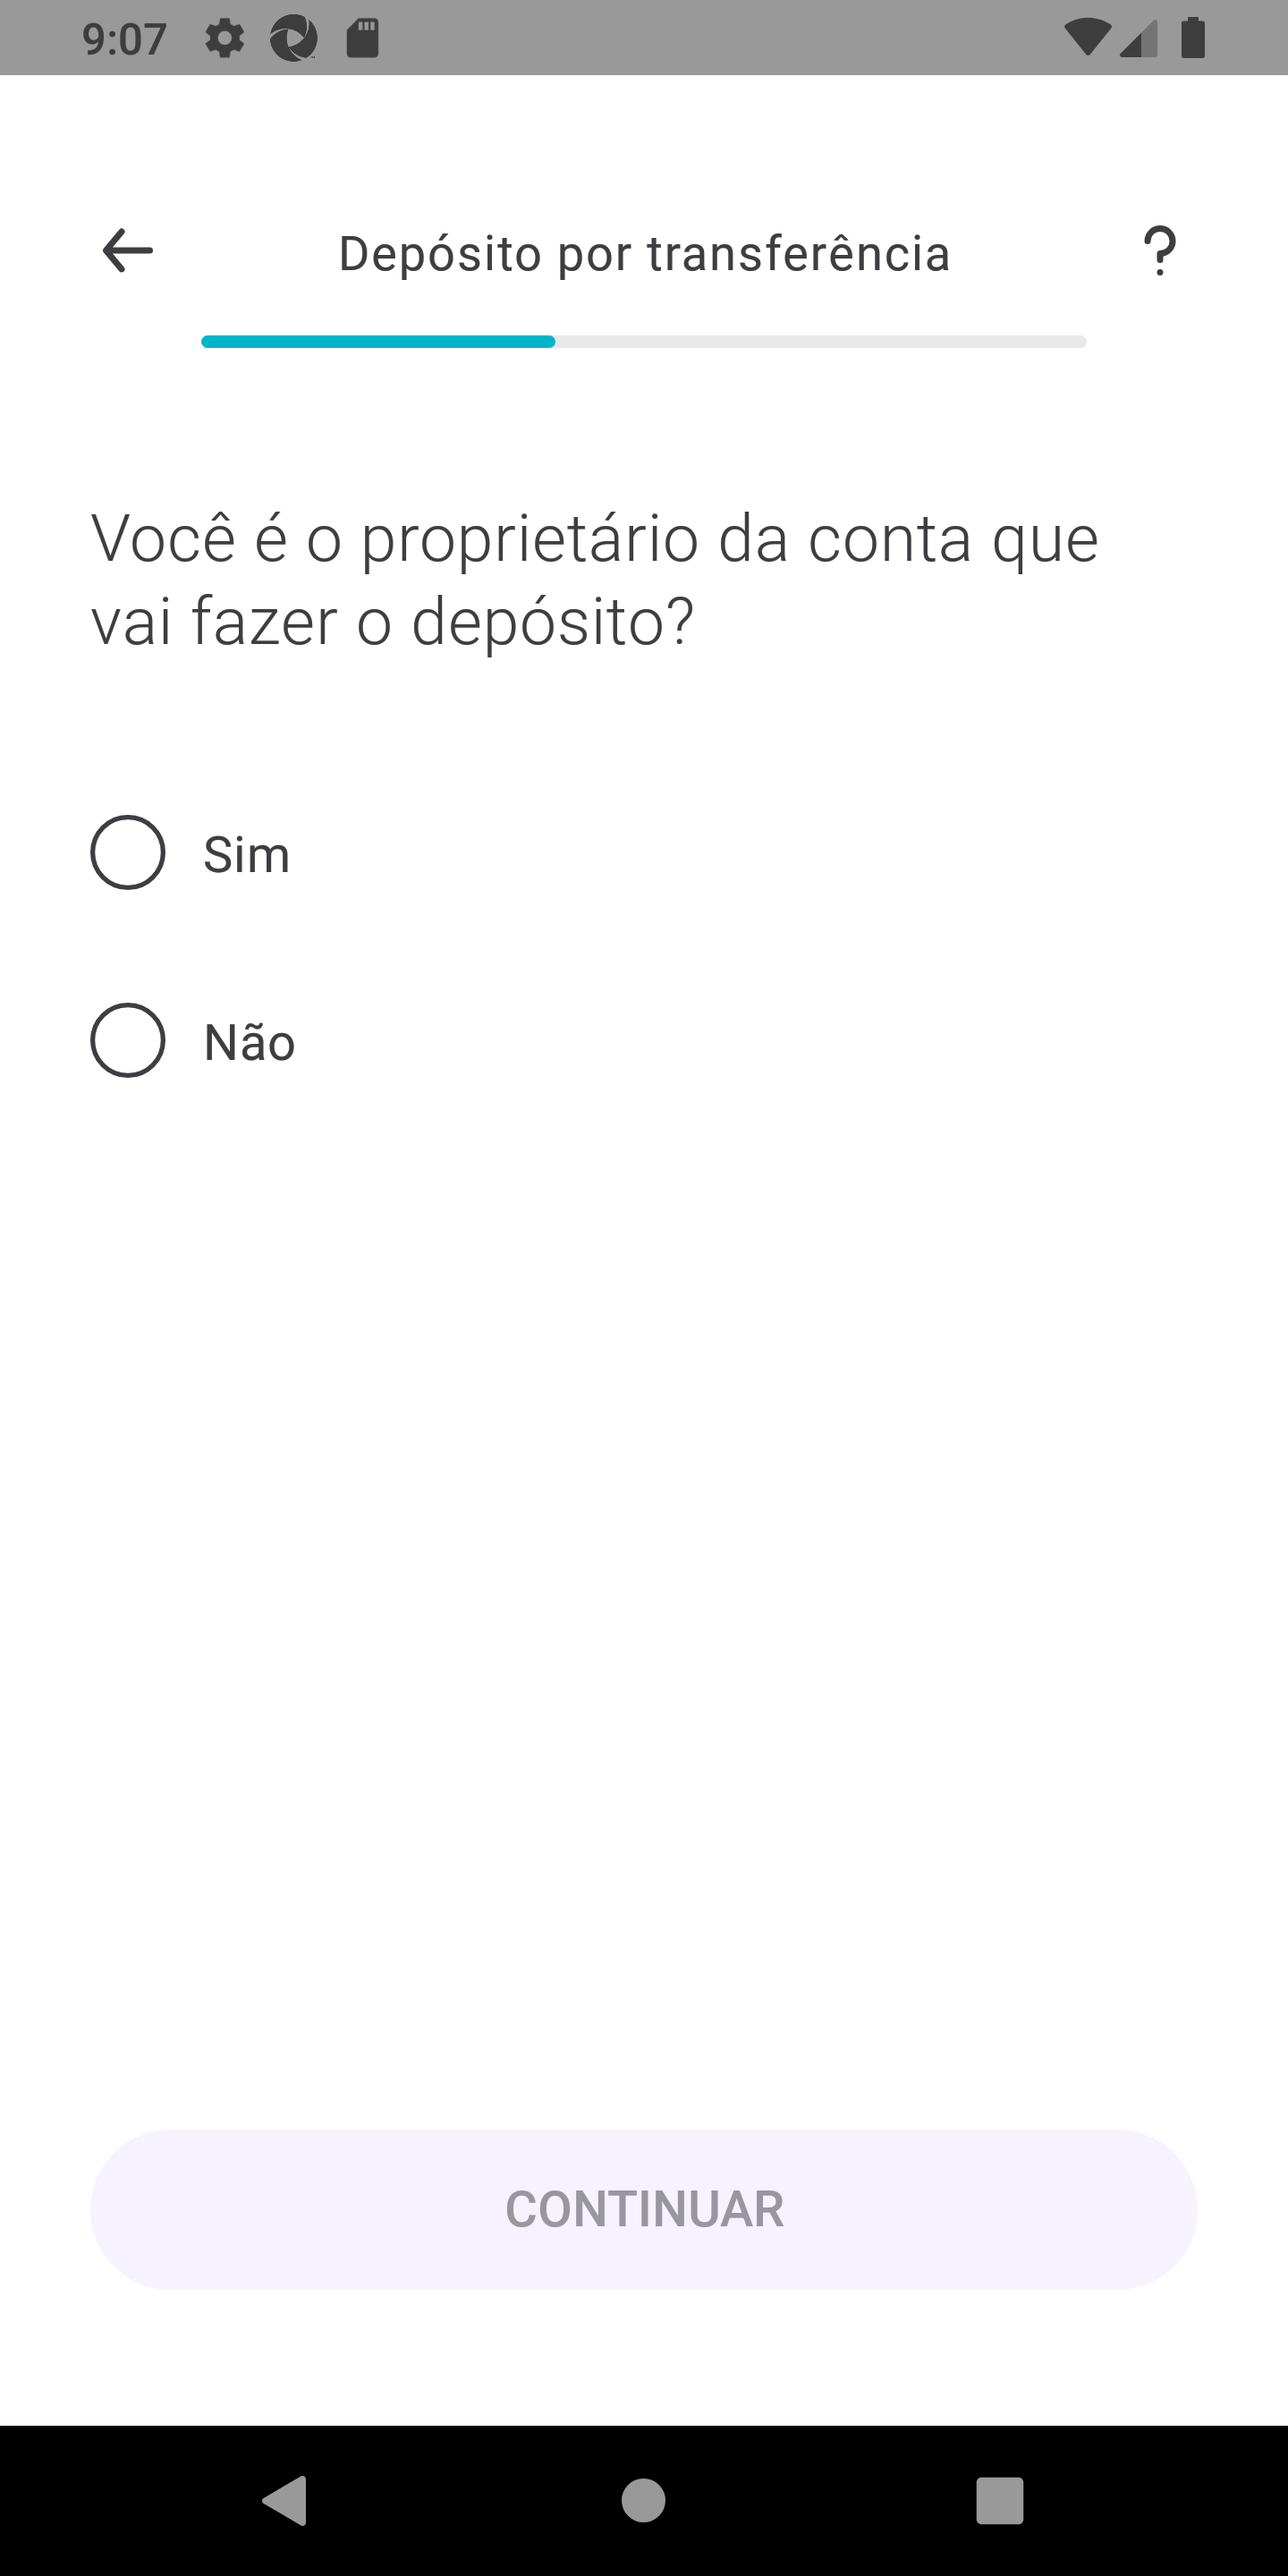 9:07
Depósito por transferência
Você é o proprietário da conta que
vai fazer o depósito?
Sim
Não
CONTINUAR